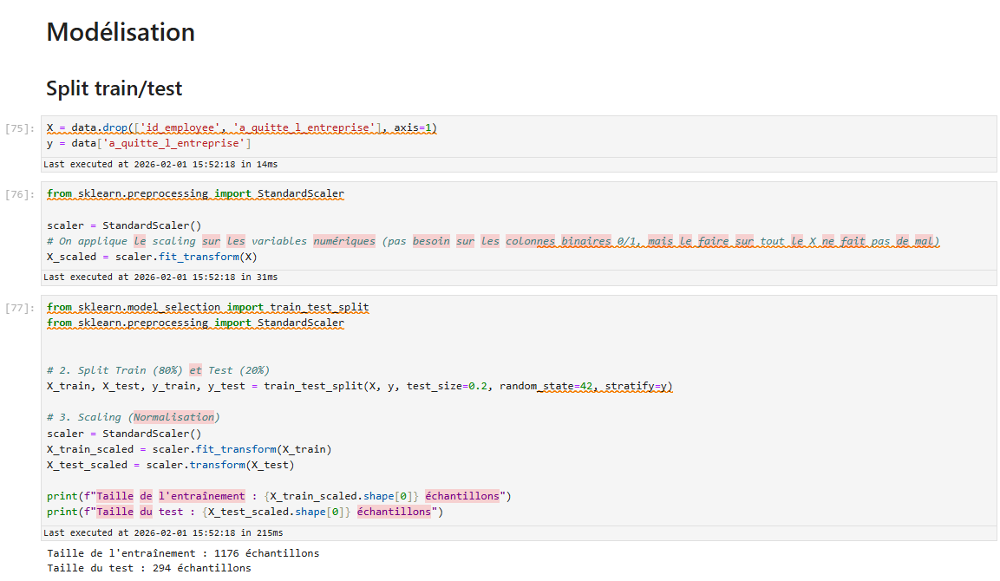 Modélisation
Split train/test
[75]:
X = data.drop(['id_employee', 'a_quitte_l_entreprise'], axis=1)
y = data['a_quitte_l_entreprise']
Last executed at 2026-02-01 15:52:18 in 14ms
[76]:
from sklearn.preprocessing import StandardScaler
scaler = StandardScaler()
# On applique le scaling sur les variables numériques (pas besoin sur les colonnes binaires 0/1, mais le faire sur tout le X ne fait pas de mal)
X_scaled = scaler.fit_transform(X)
Last executed at 2026-02-01 15:52:18 in 31ms
[77]:
from sklearn.model_selection import train_test_split
from sklearn.preprocessing import StandardScaler
# 2. Split Train (80%) et Test (20%)
X_train, X_test, y_train, y_test = train_test_split(X, y, test_size=0.2, random_state=42, stratify=y)
# 3. Scaling (Normalisation)
scaler = StandardScaler()
X_train_scaled = scaler.fit_transform(X_train)
X_test_scaled = scaler.transform(X_test)
print(f"Taille de l'entraînement : {X_train_scaled.shape[0]} échantillons")
print(f"Taille du test : {X_test_scaled.shape[0]} échantillons")
Last executed at 2026-02-01 15:52:18 in 215ms
Taille de l'entraînement : 1176 échantillons
Taille du test : 294 échantillons